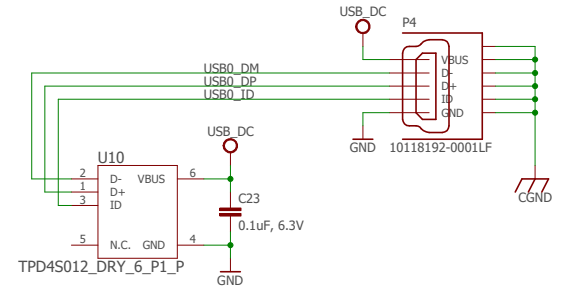 USB_DC
P4
VBUS
USB0_DM
D-
USB0_DP
D+
USB0_ID
ID
GND
GND
10118192-0001LF
CGND
USB_DC
U10
2 D- VBUS 6
1 D+
3 ID
C23
0.1uF, 6.3V
5 N.C. GND 4
TPD4S012_DRY_6_P1_P
GND